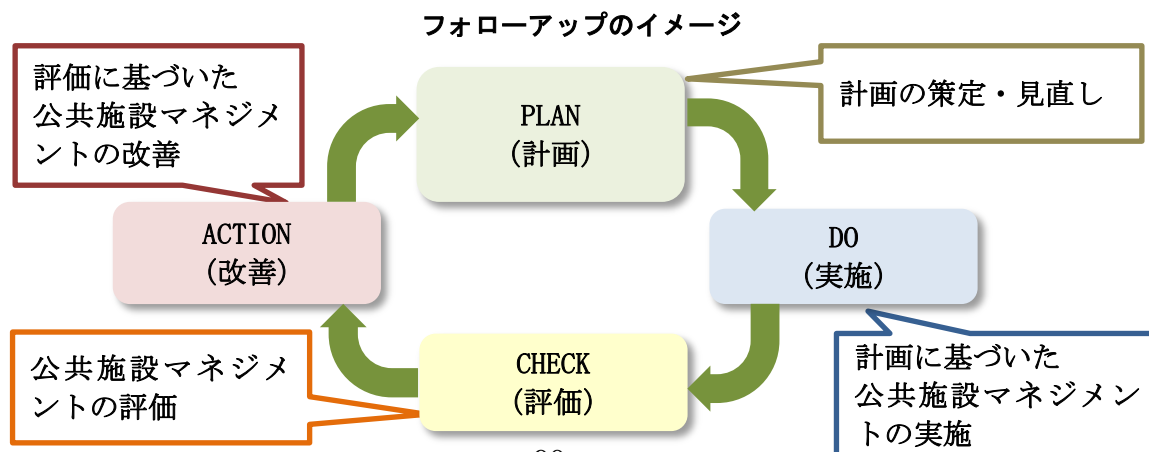 フォローアップのイメージ
評価に基づいた
公共施設マネジメ
ントの改善
PLAN
(計画)
計画の策定・見直し
ACTION
(改善)
DO
(実施)
公共施設マネジメ
ントの評価
CHECK
(評価)
計画に基づいた
公共施設マネジメン
トの実施